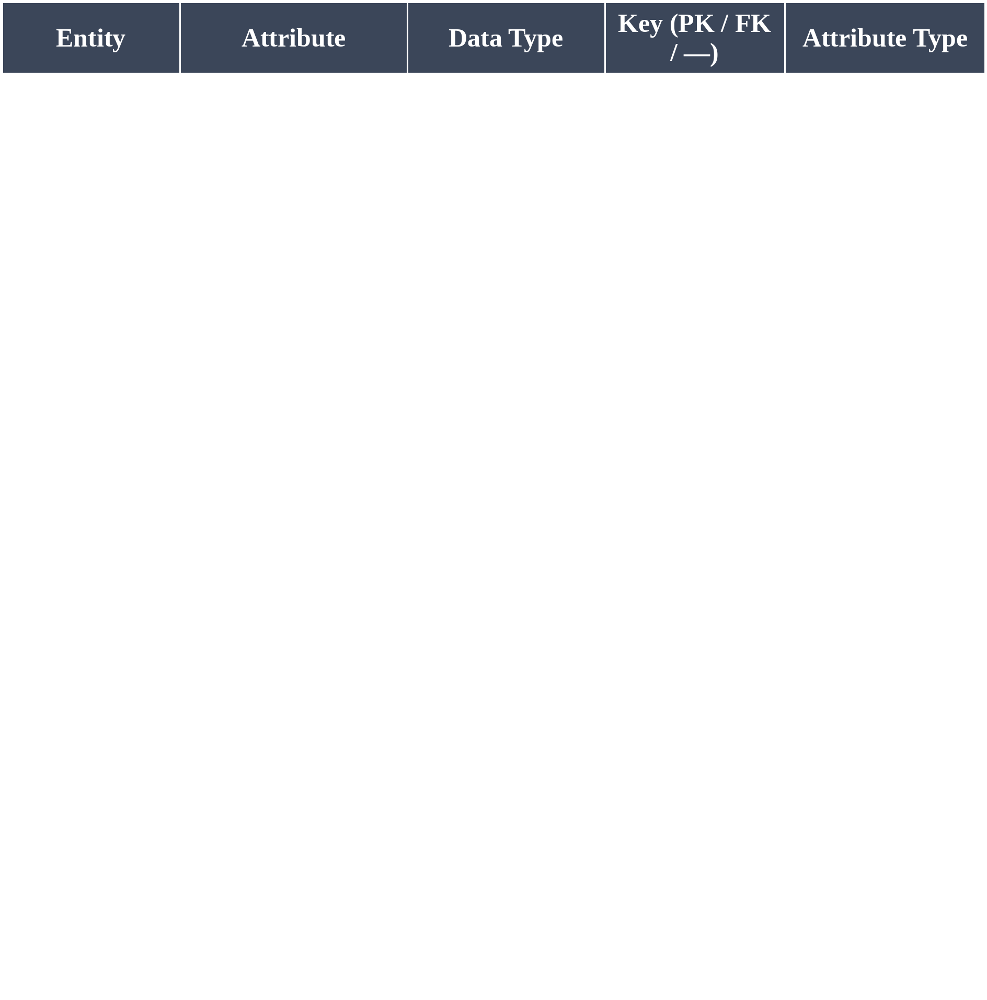 Entity
Attribute
Data Type
Key (PK / FK
/ —)
Attribute Type